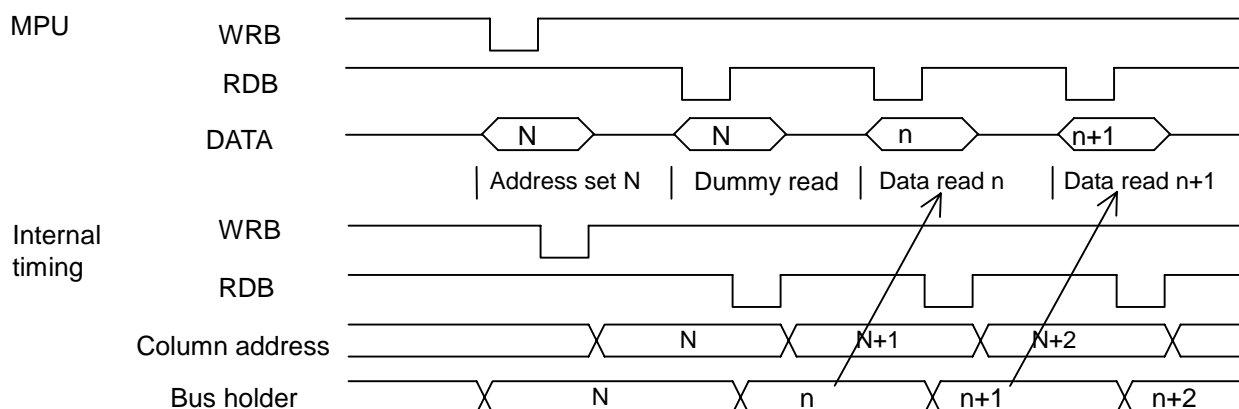 MPU
WRB
RDB
DATA N N n n+1
Address set N Dummy read Data read n Data read n+1
Internal timing
WRB
RDB
Column address N N+1 N+2
Bus holder N n n+1 n+2